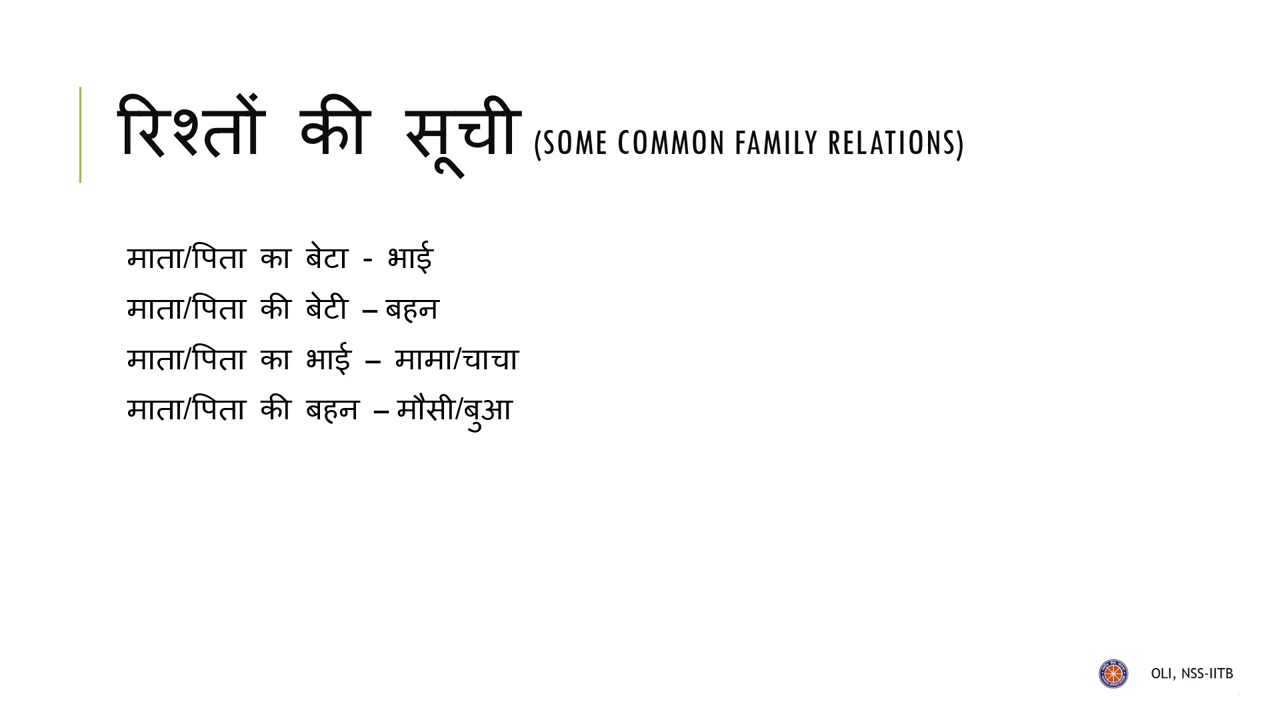 रिश्तों की सूची (SOME COMMON FAMILY RELATIONS)
माता/पिता का बेटा - भाई
माता/पिता की बेटी – बहन
माता/पिता का भाई – मामा/चाचा
माता/पिता की बहन – मौसी/बुआ
OLI, NSS-IITB